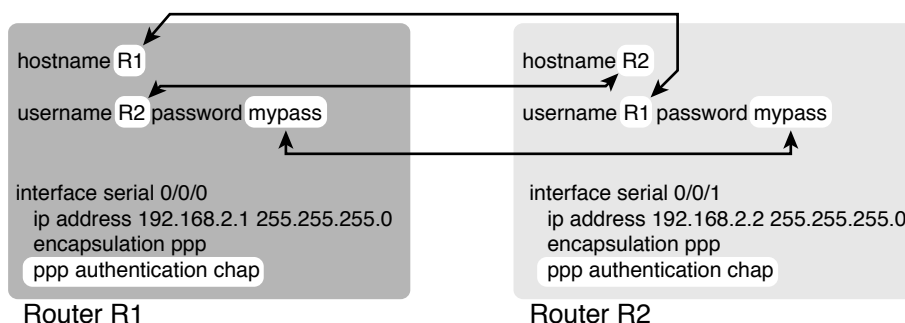 hostname R1
username R2 password mypass
interface serial 0/0/0
ip address 192.168.2.1 255.255.255.0
encapsulation ppp
ppp authentication chap
Router R1
hostname R2
username R1 password mypass
interface serial 0/0/1
ip address 192.168.2.2 255.255.255.0
encapsulation ppp
ppp authentication chap
Router R2